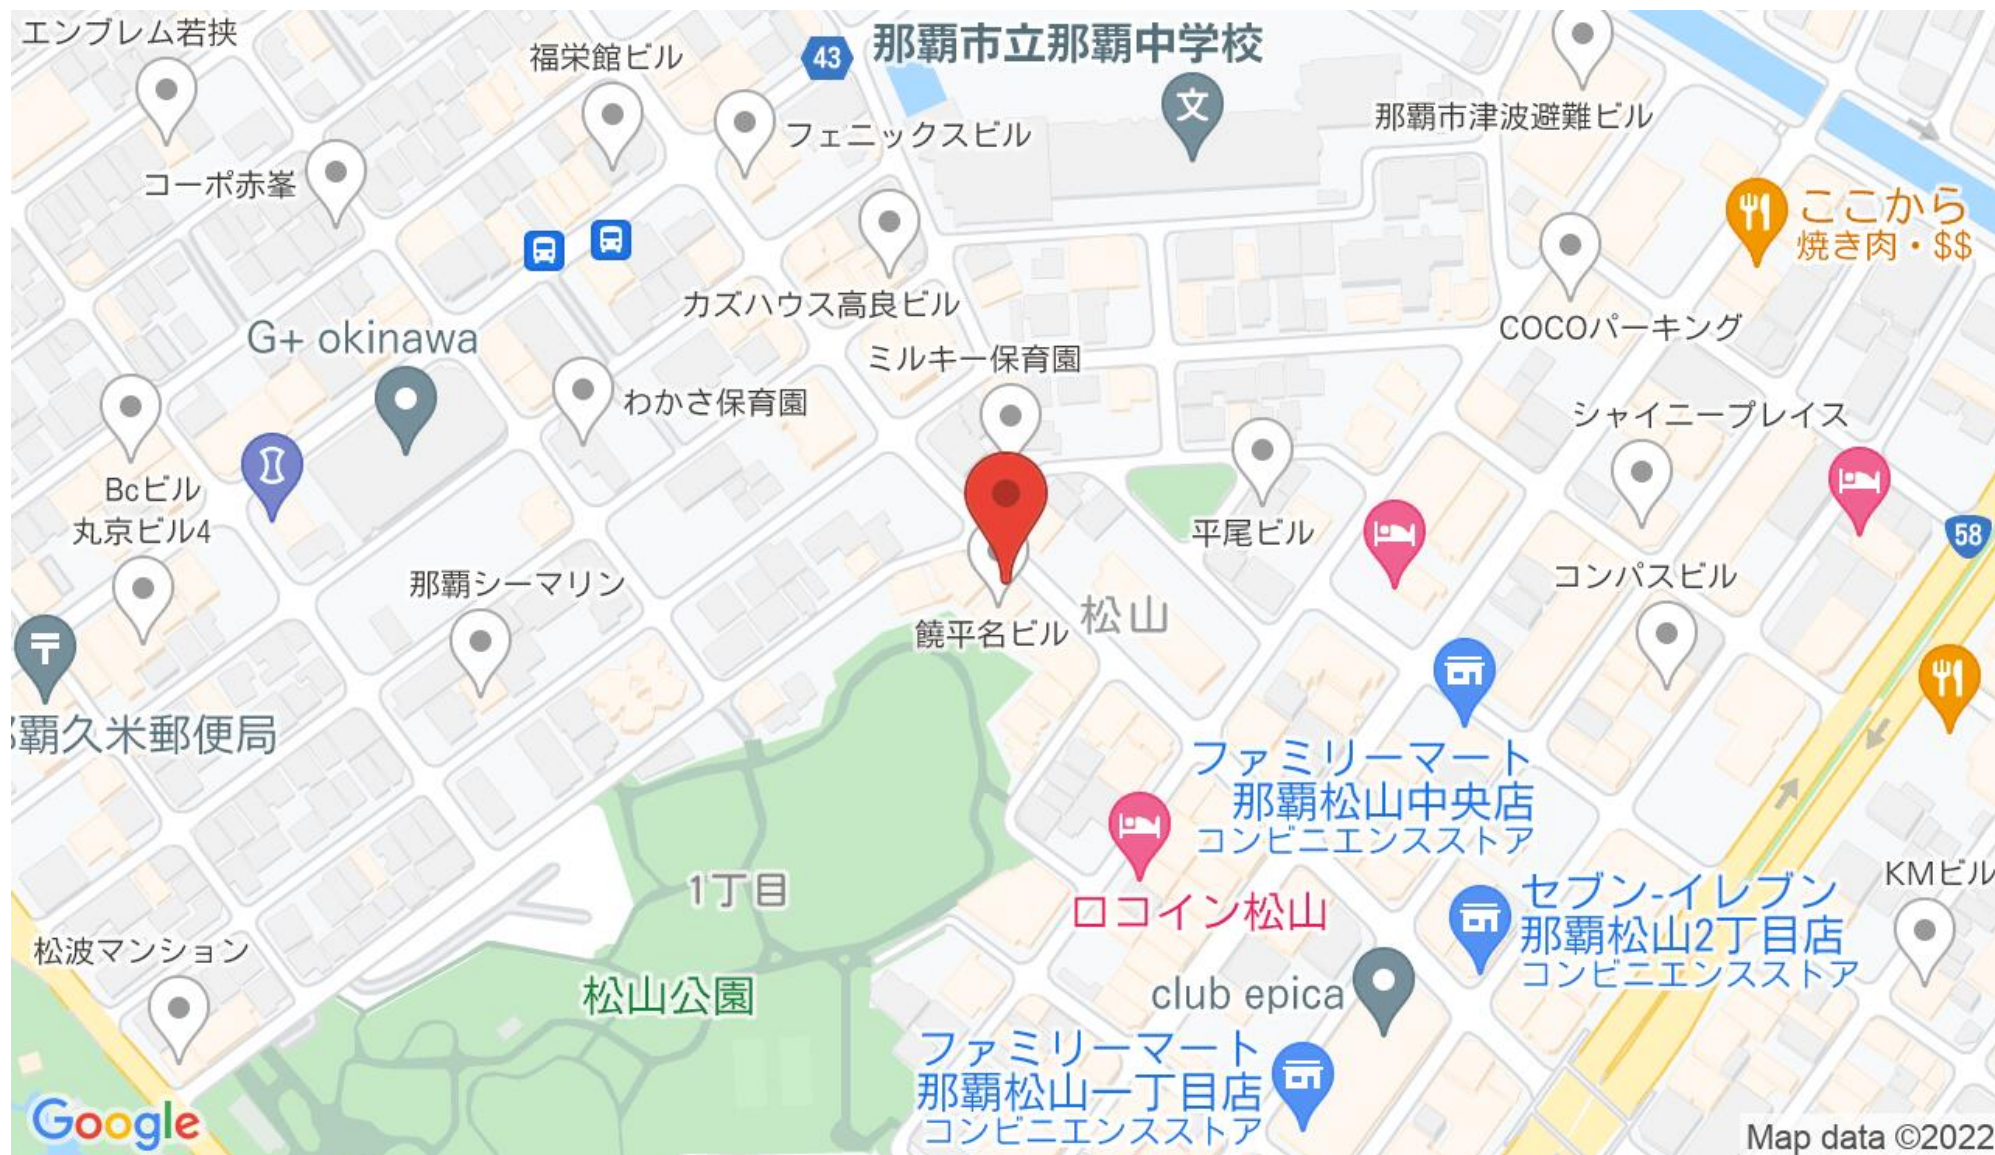 エンブレム若挟
福栄館ビル
43
那覇市立那覇中学校
文
フェニックスビル
那覇市津波避難ビル
コーポ赤峯
ここから
焼き肉・$$
カズハウス高良ビル
G+ okinawa
COCOパーキング
ミルキー保育園
わかさ保育園
シャイニープレイス
Bcビル
丸京ビル4
平尾ビル
58
那覇シーマリン
コンパスビル
松山
饒平名ビル
〒
覇久米郵便局
ファミリーマート
那覇松山中央店
コンビニエンスストア
1丁目
ロコイン松山
セブン-イレブン
那覇松山2丁目店
コンビニエンスストア
KMビル
松波マンション
松山公園
club epica
ファミリーマート
那覇松山一丁目店
コンビニエンスストア
Google
Map data ©2022